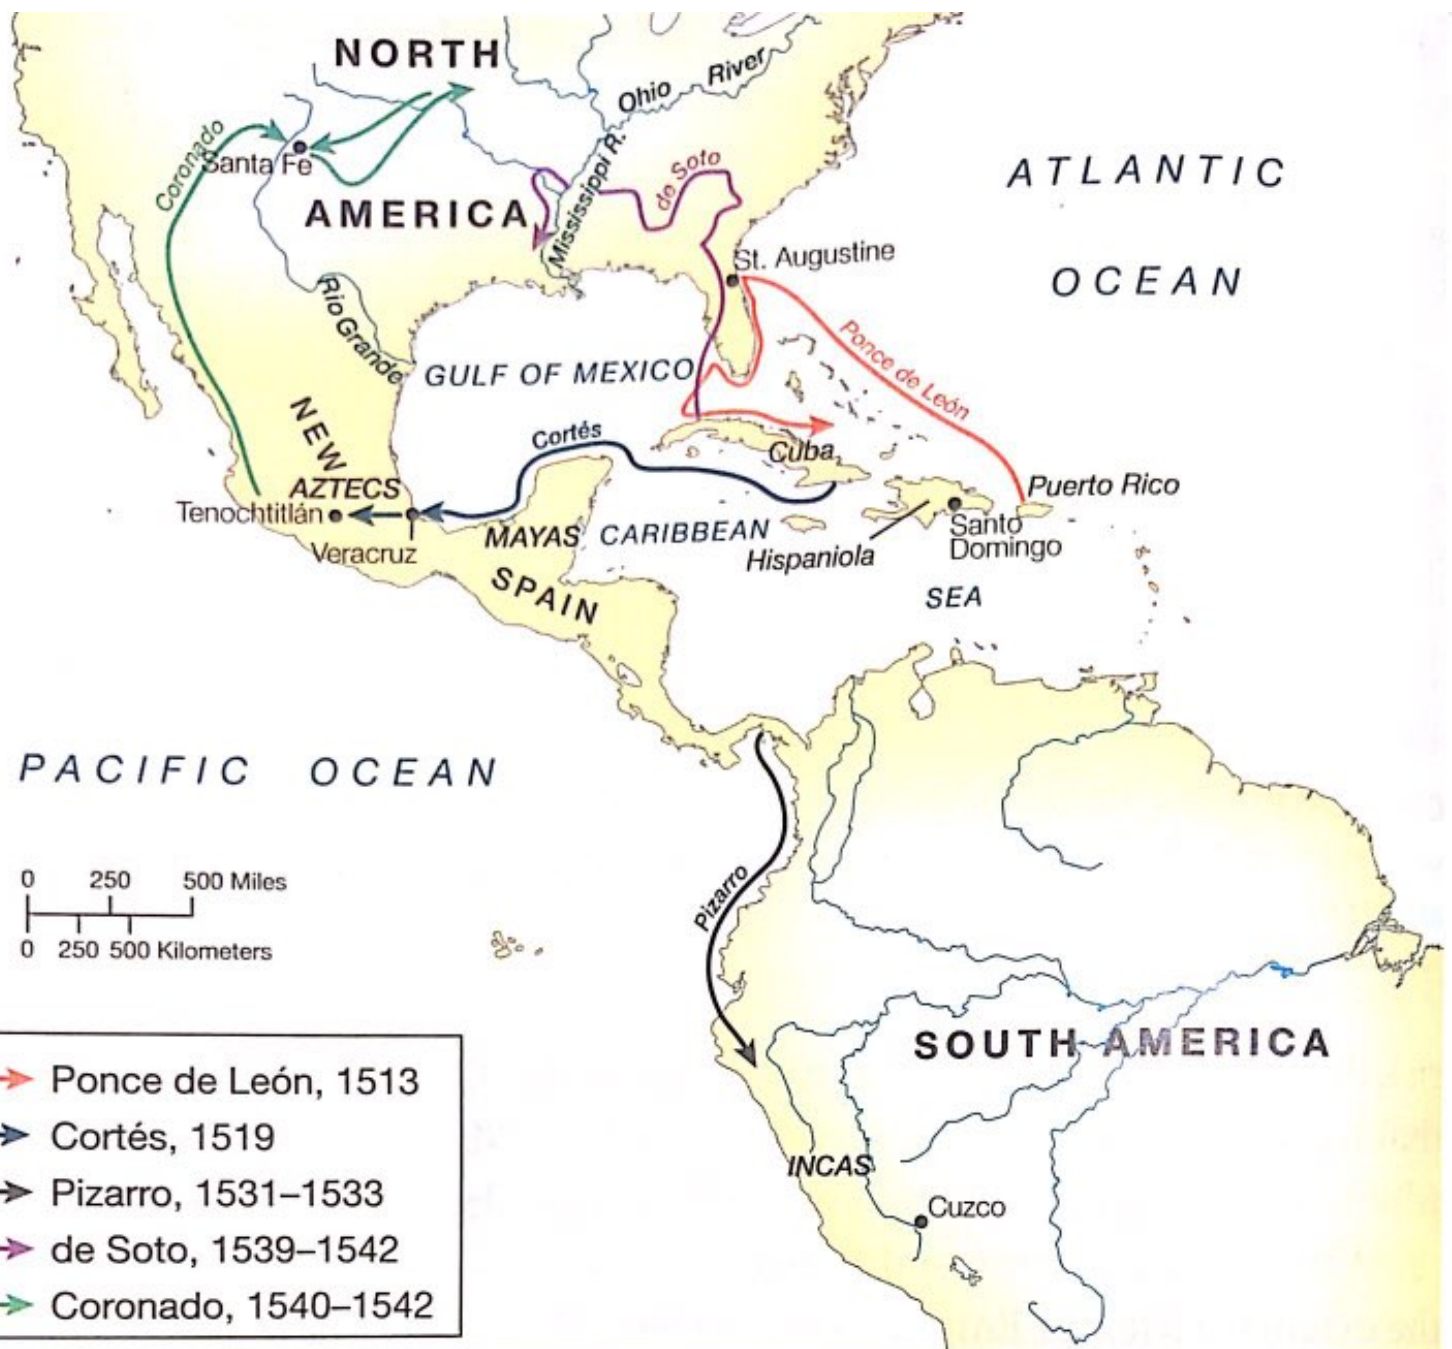 NORTH
AMERICA
Ohio
River
Mississippi R.
Coronado
Santa Fe
de Soto
ATLANTIC
OCEAN
St. Augustine
Rio Grande
Ponce de León
GULF OF MEXICO
NEW
SPAIN
Cortés
Cuba
AZTECS
Tenochtitlán
Veracruz
MAYAS
CARIBBEAN
SEA
Puerto Rico
Santo
Domingo
Hispaniola
PACIFIC OCEAN
0 250 500 Miles
0 250 500 Kilometers
Pizarro
SOUTH AMERICA
INCAS
Cuzco
Ponce de León, 1513
Cortés, 1519
Pizarro, 1531–1533
de Soto, 1539–1542
Coronado, 1540–1542